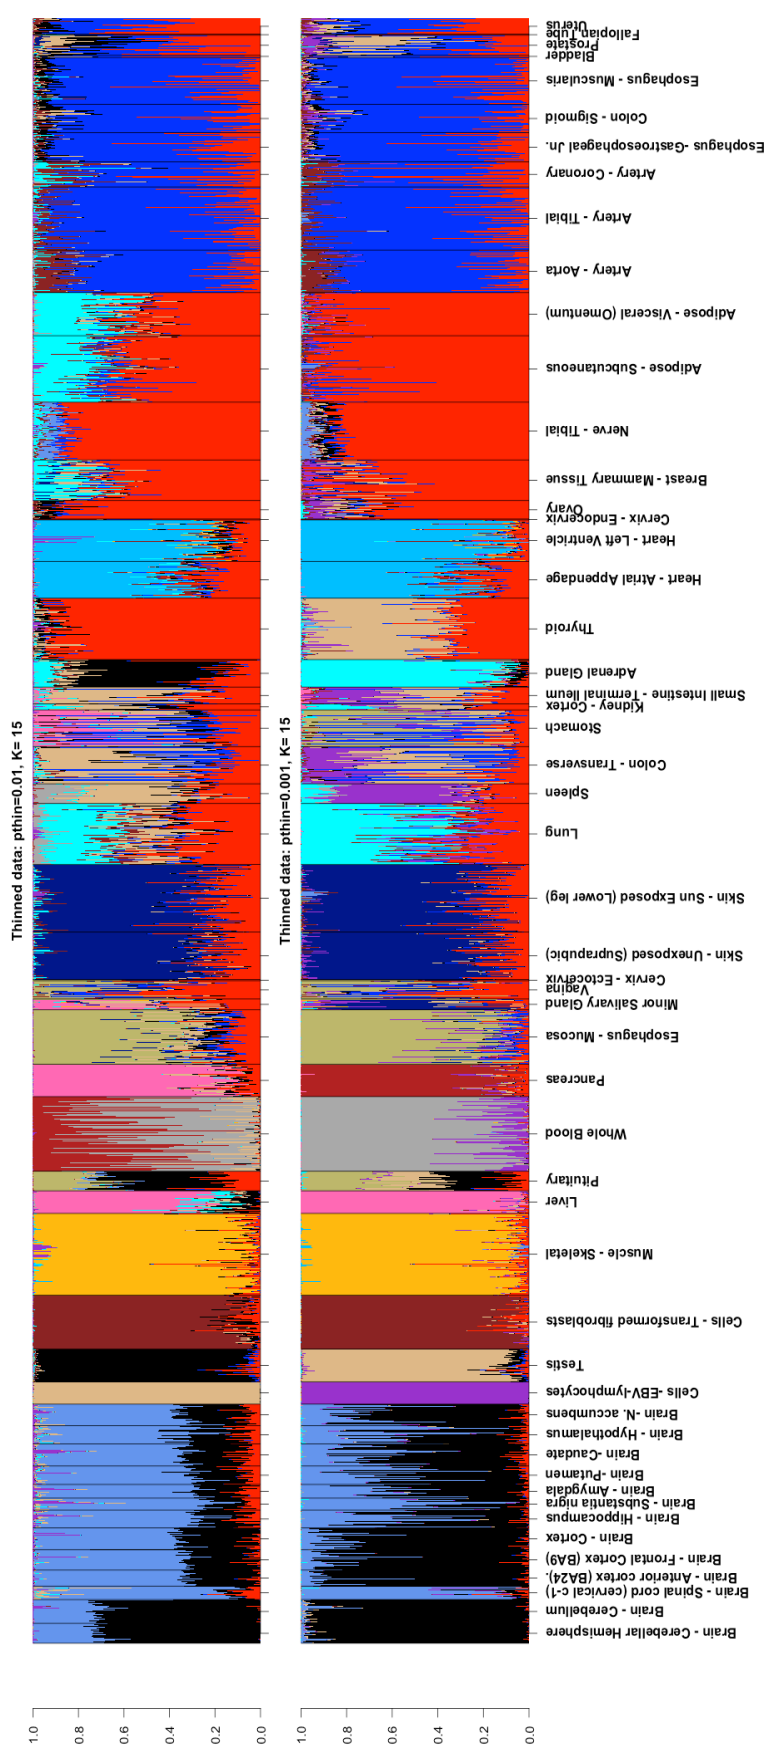 Thinned data: pthin=0.01, K= 15
Thinned data: pthin=0.001, K= 15
Uterus
Fallopian Tube
Prostate
Bladder
Esophagus - Muscularis
Colon - Sigmoid
Esophagus - Gastroesophageal Jn.
Artery - Coronary
Artery - Tibial
Artery - Aorta
Adipose - Visceral (Omentum)
Adipose - Subcutaneous
Nerve - Tibial
Breast - Mammary Tissue
Ovary
Cervix - Endocervix
Heart - Left Ventricle
Heart - Atrial Appendage
Thyroid
Adrenal Gland
Small Intestine - Terminal Ileum
Kidney - Cortex
Stomach
Colon - Transverse
Spleen
Lung
Skin - Sun Exposed (Lower leg)
Skin - Unexposed (Suprapubic)
Cervix - Ectocervix
Vagina
Minor Salivary Gland
Esophagus - Mucosa
Pancreas
Whole Blood
Pituitary
Liver
Muscle - Skeletal
Cells - Transformed fibroblasts
Testis
Cells -EBV-lymphocytes
Brain -N. accumbens
Brain - Hypothalamus
Brain -Caudate
Brain - Putamen
Brain - Amygdala
Brain - Substantia nigra
Brain - Hippocampus
Brain - Cortex
Brain - Frontal Cortex (BA9)
Brain - Anterior cortex (BA24).
Brain - Spinal cord (cervical c-1)
Brain - Cerebellum
Brain - Cerebellar Hemisphere
1.0
0.8
0.6
0.4
0.2
0.0
1.0
0.8
0.6
0.4
0.2
0.0